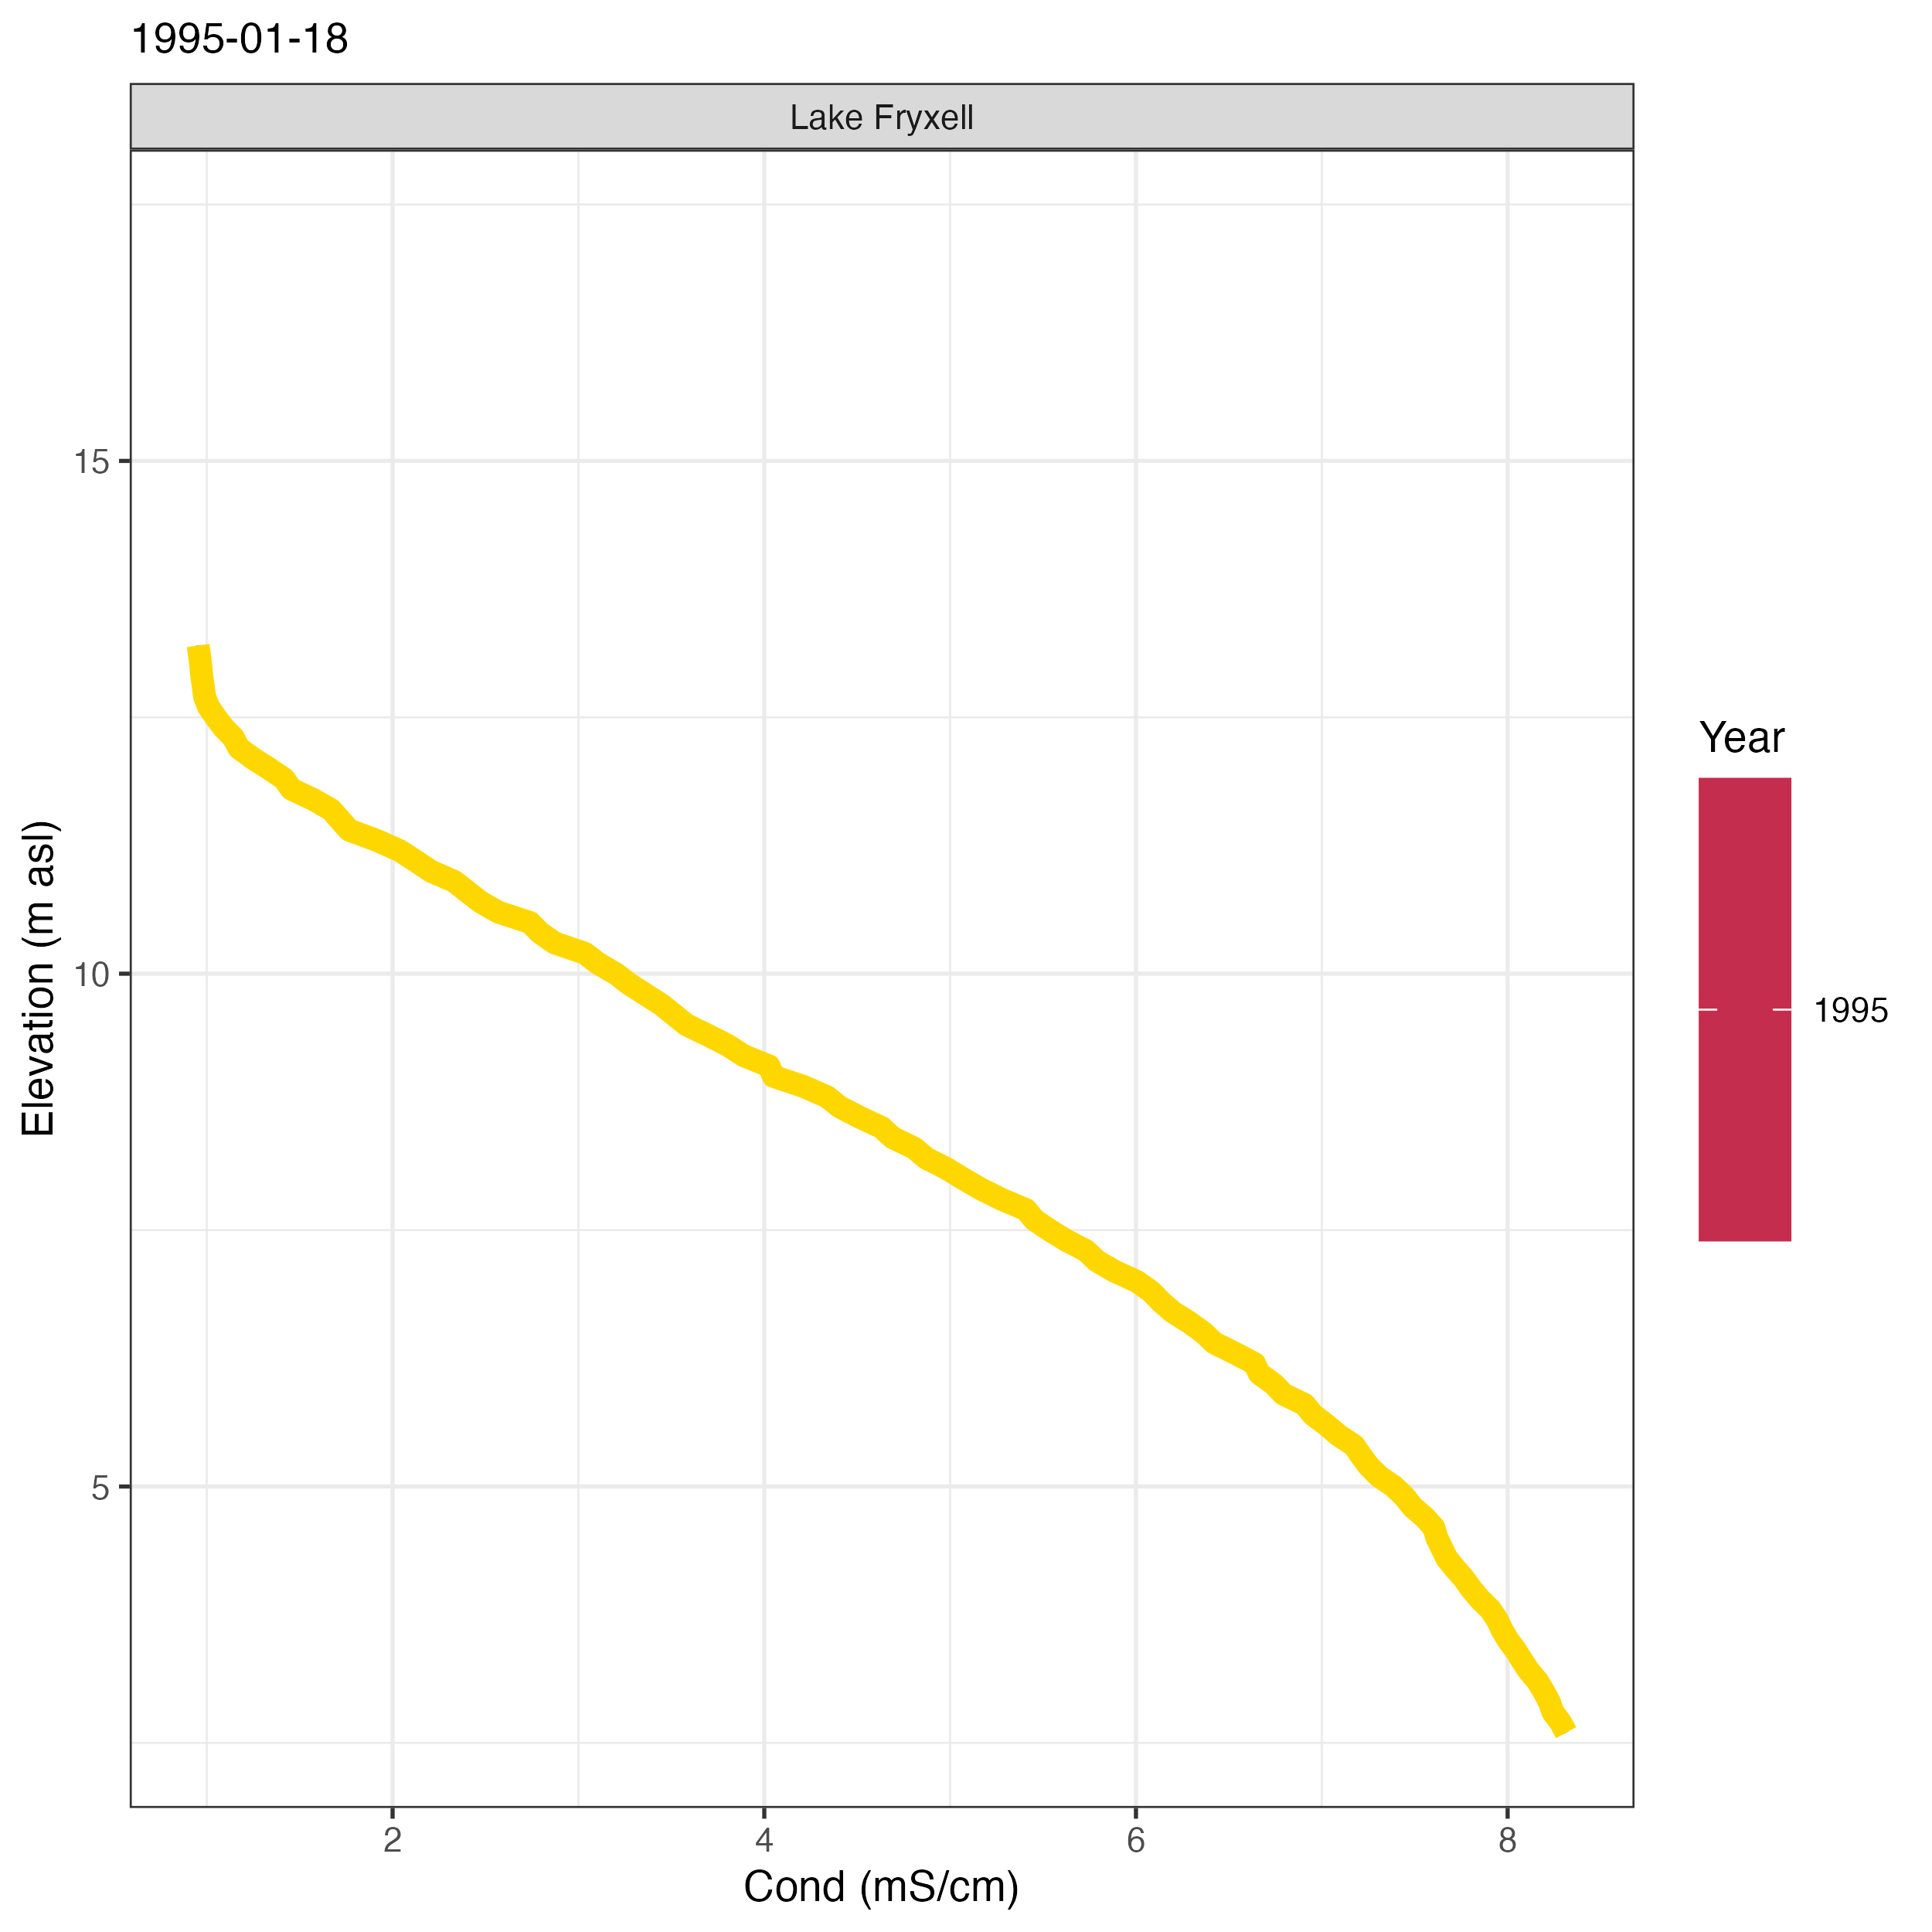 1995-01-18
Lake Fryxell
15
10
5
Elevation (m asl)
2 4 6 8
Cond (mS/cm)
Year
1995